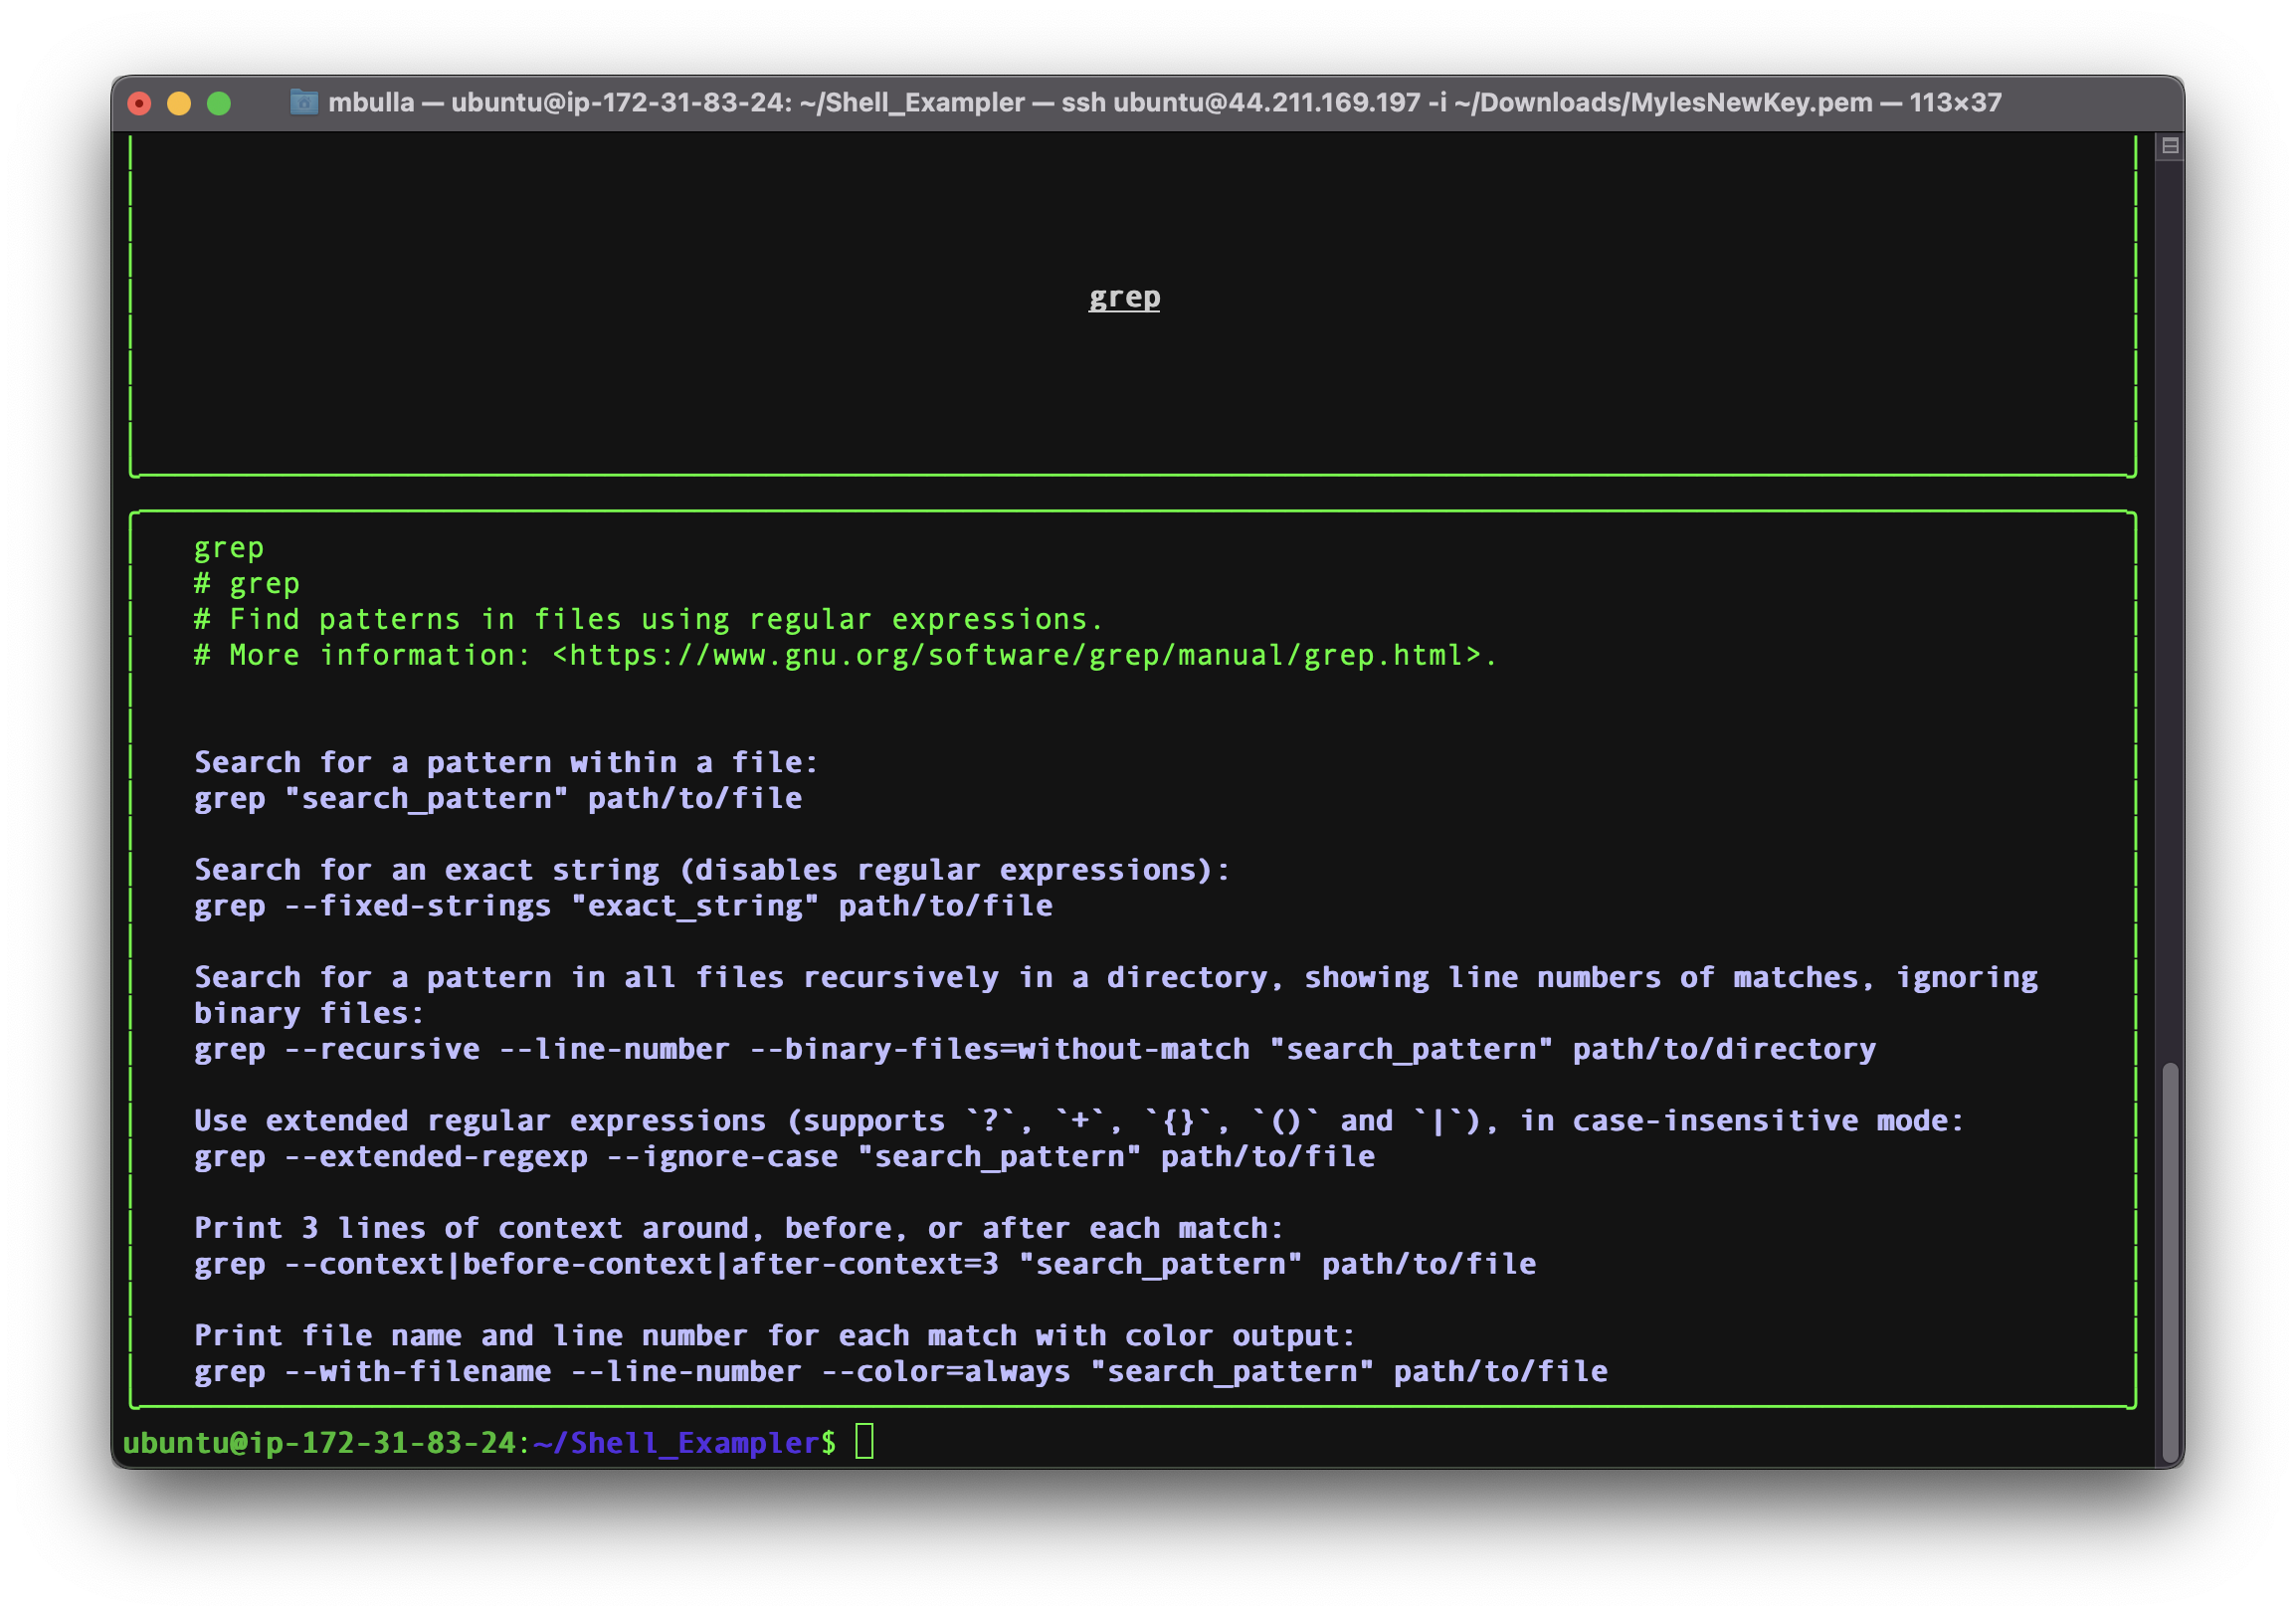 mbulla — ubuntu@ip-172-31-83-24: ~/Shell_Exampler — ssh ubuntu@44.211.169.197 -i ~/Downloads/MylesNewKey.pem — 113×37
grep
grep
# grep
# Find patterns in files using regular expressions.
# More information: <https://www.gnu.org/software/grep/manual/grep.html>.
Search for a pattern within a file:
grep "search_pattern" path/to/file
Search for an exact string (disables regular expressions):
grep --fixed-strings "exact_string" path/to/file
Search for a pattern in all files recursively in a directory, showing line numbers of matches, ignoring
binary files:
grep --recursive --line-number --binary-files=without-match "search_pattern" path/to/directory
Use extended regular expressions (supports `?`, `+`, `{}`, `()` and `|`), in case-insensitive mode:
grep --extended-regexp --ignore-case "search_pattern" path/to/file
Print 3 lines of context around, before, or after each match:
grep --context|before-context|after-context=3 "search_pattern" path/to/file
Print file name and line number for each match with color output:
grep --with-filename --line-number --color=always "search_pattern" path/to/file
ubuntu@ip-172-31-83-24:~/Shell_Exampler$